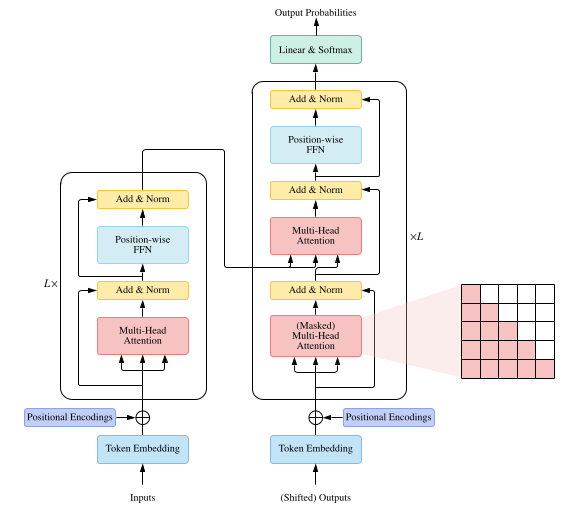 Output Probabilities
Linear & Softmax
Add & Norm
Position-wise
FFN
Add & Norm
Multi-Head
Attention
×L
Add & Norm
(Masked)
Multi-Head
Attention
Positional Encodings
Token Embedding
(Shifted) Outputs
Add & Norm
Position-wise
FFN
L×
Add & Norm
Multi-Head
Attention
Positional Encodings
Token Embedding
Inputs